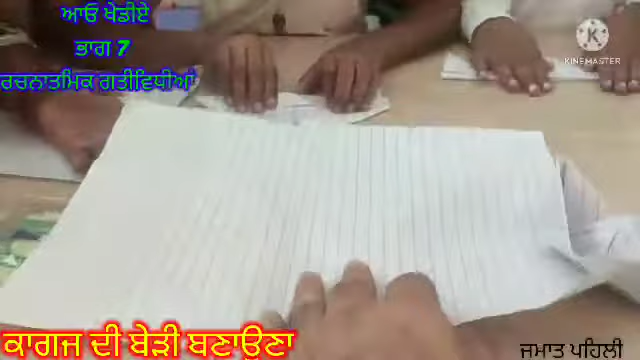 ਆਓ ਖੇਡੀਏ
ਭਾਗ 7
ਰਚਨਾਤਮਿਕ ਗਤੀਵਿਧੀਆਂ
KINEMASTER
ਕਾਗਜ ਦੀ ਬੇੜੀ ਬਣਾਉਣਾ
ਜਮਾਤ ਪਹਿਲੀ